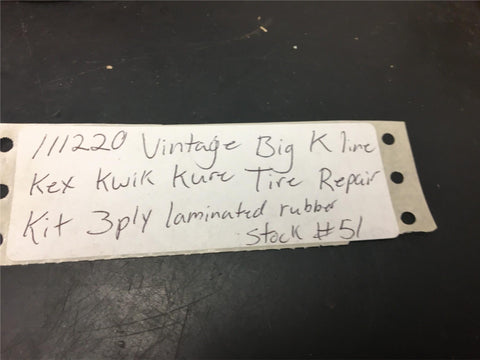 111220 Vintage Big K line
Kex Kwik Kure Tire Repair
Kit 3ply laminated rubber
Stock #51